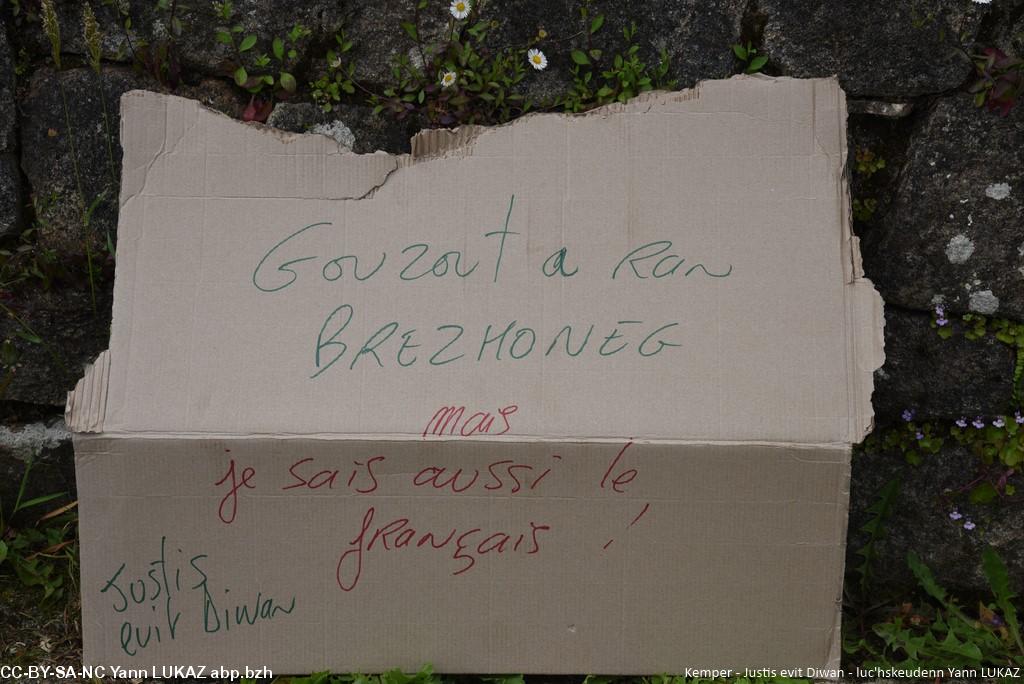 Gouzout a Ran
BREZHONEG
mais
je sais aussi le
français !
Justis
evit Diwan
CC-BY-SA-NC Yann LUKAZ abp.bzh
Kemper - Justis evit Diwan - luc'hskeudenn Yann LUKAZ